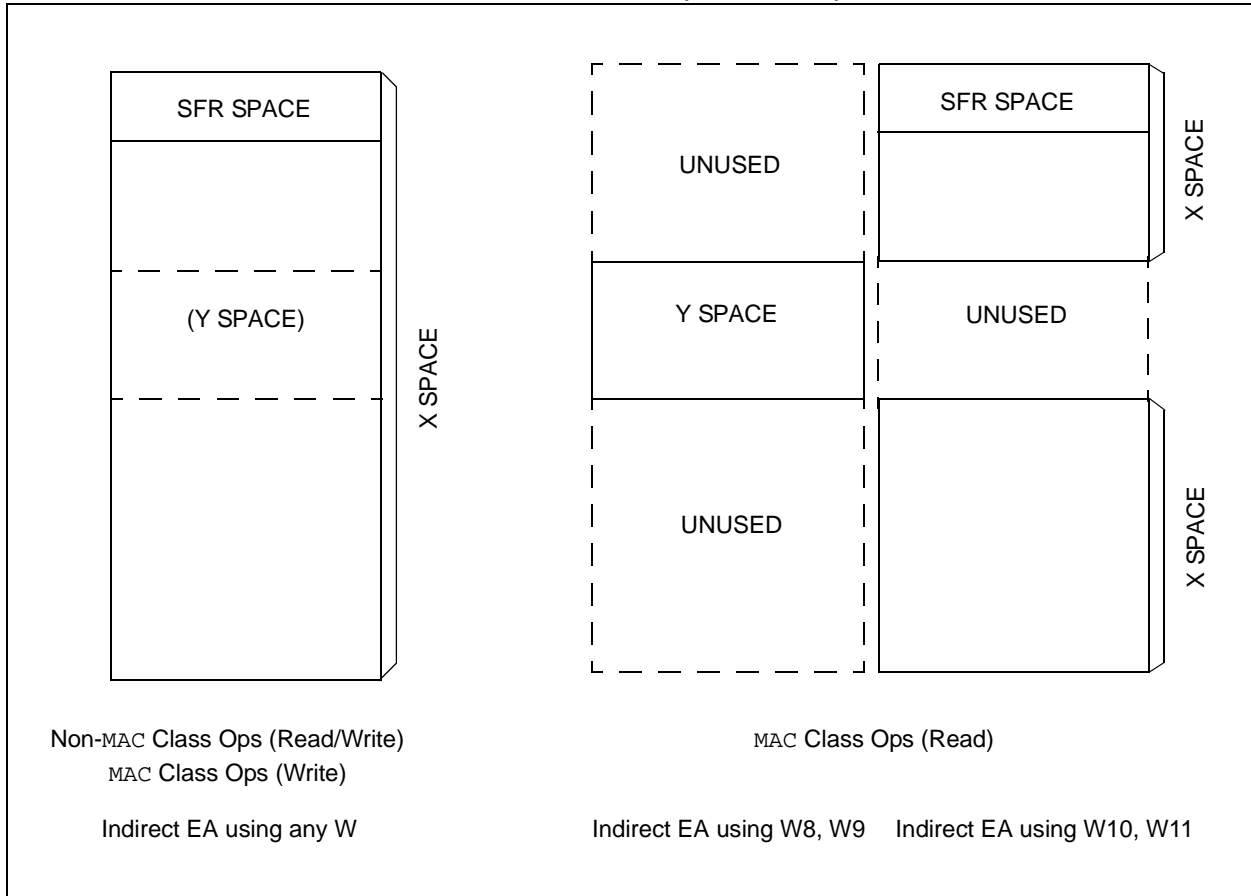 SFR SPACE
(Y SPACE)
X SPACE
UNUSED
Y SPACE
UNUSED
SFR SPACE
X SPACE
UNUSED
X SPACE
Non-MAC Class Ops (Read/Write)
MAC Class Ops (Write)
Indirect EA using any W
MAC Class Ops (Read)
Indirect EA using W8, W9
Indirect EA using W10, W11